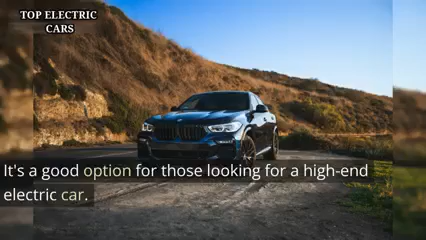 TOP ELECTRIC
CARS
It's a good option for those looking for a high-end
electric car.